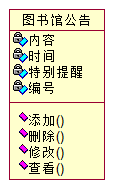 图书馆公告
内容
时间
特别提醒
编号
添加()
删除()
修改()
查看()